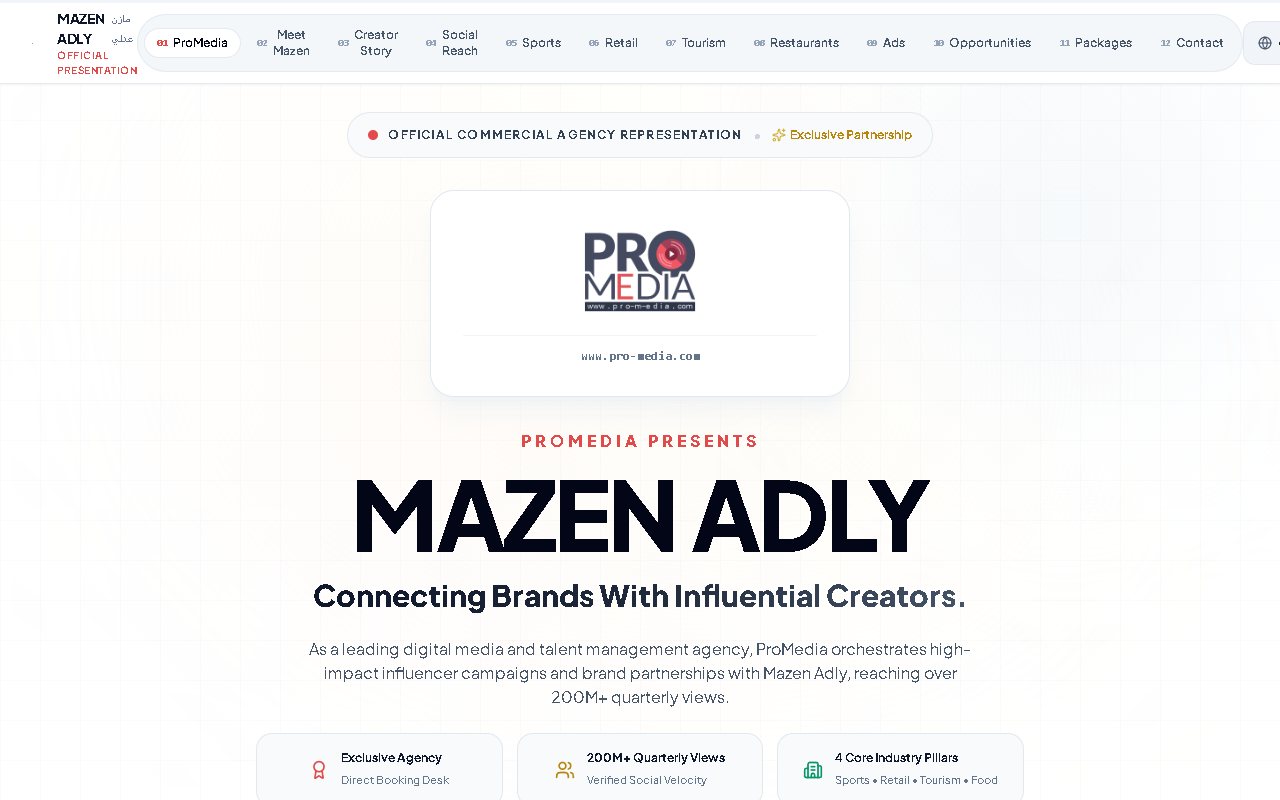 MAZEN مازن
ADLY عدلي
OFFICIAL
PRESENTATION
01 ProMedia
02 Meet Mazen
03 Creator Story
04 Social Reach
05 Sports
06 Retail
07 Tourism
08 Restaurants
09 Ads
10 Opportunities
11 Packages
12 Contact
OFFICIAL COMMERCIAL AGENCY REPRESENTATION • Exclusive Partnership
PRO
MEDIA
www.pro-m-edia.com
www.pro-media.com
PROMEDIA PRESENTS
MAZEN ADLY
Connecting Brands With Influential Creators.
As a leading digital media and talent management agency, ProMedia orchestrates high-
impact influencer campaigns and brand partnerships with Mazen Adly, reaching over
200M+ quarterly views.
Exclusive Agency
Direct Booking Desk
200M+ Quarterly Views
Verified Social Velocity
4 Core Industry Pillars
Sports • Retail • Tourism • Food